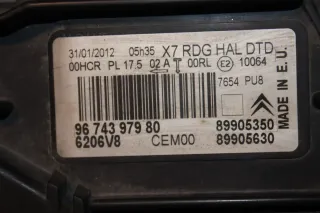 31/01/2012 05h35 X7 RDG HAL DTD
00HCR PL 17.5 02 A 00RL E2 10064
7654 PU8
96 743 979 80 89905350
6206V8 CEM00 89905630
MADE IN E.U.